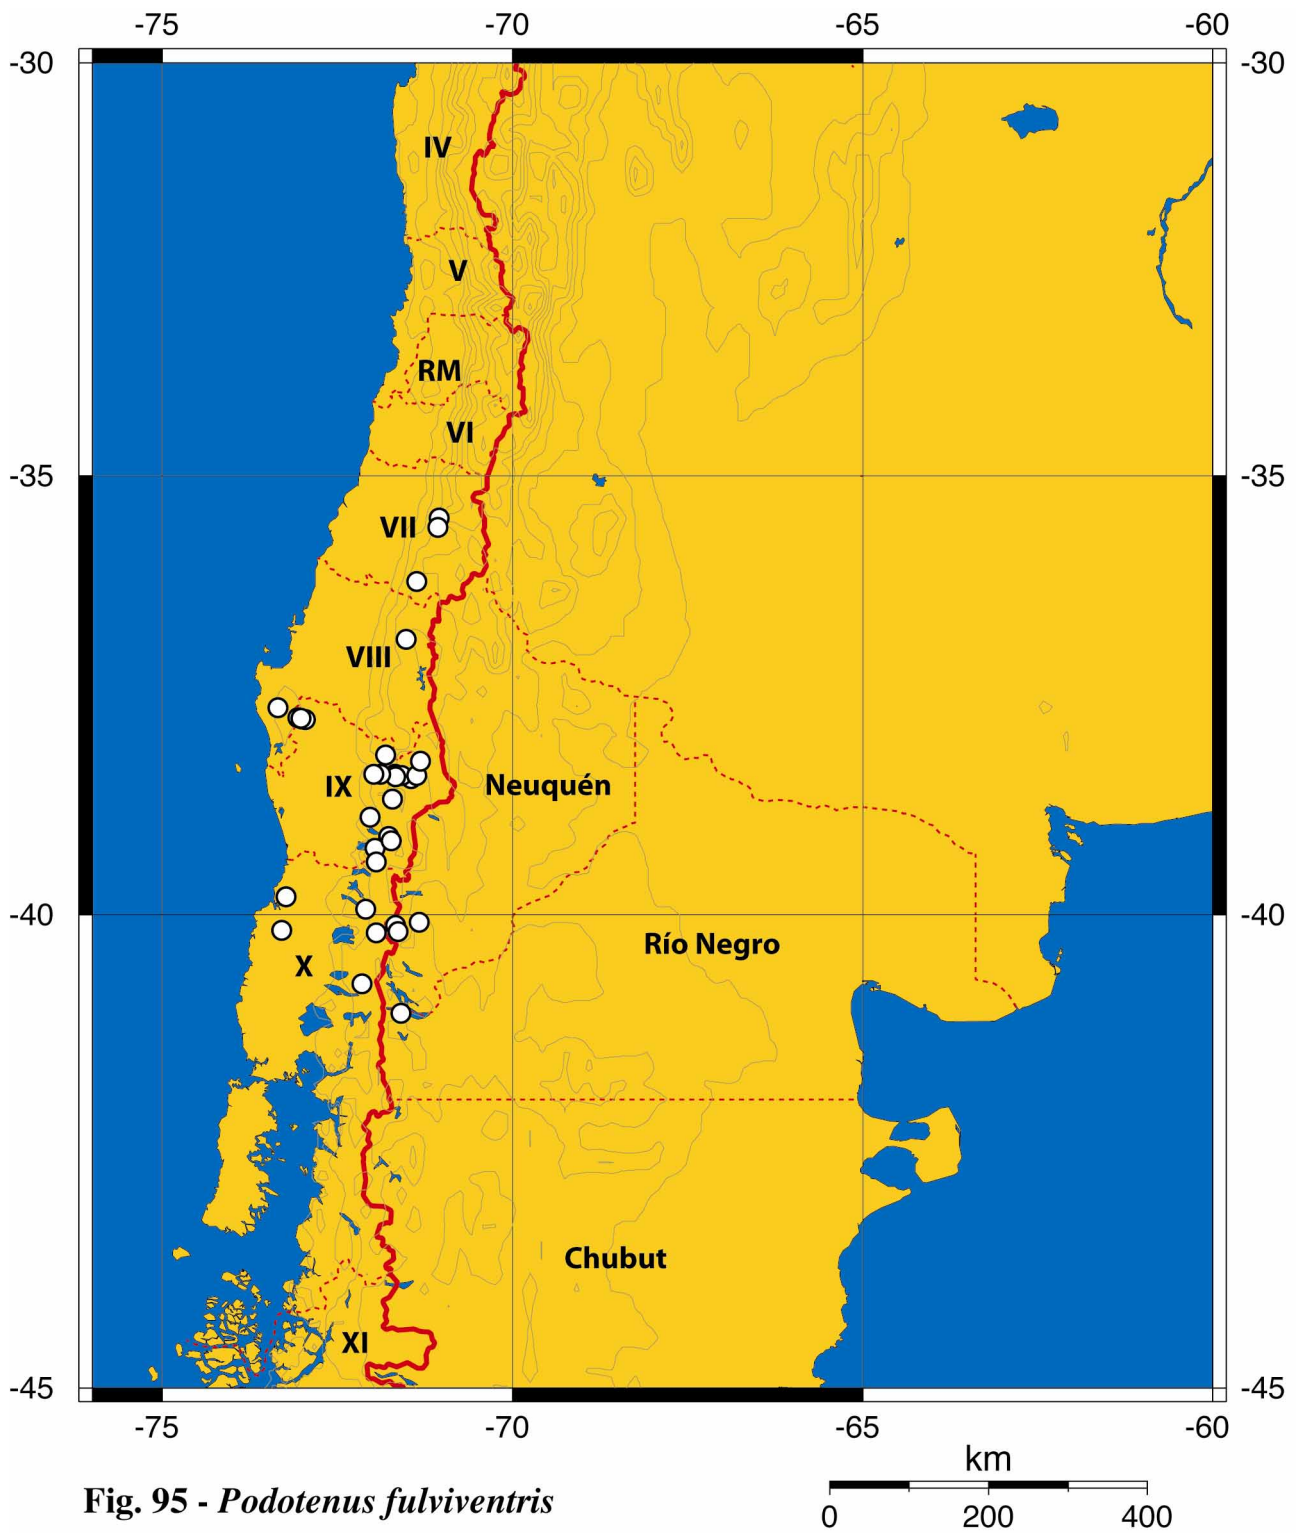 -75 -70 -65 -60
-30 -30
IV
V
RM
VI
-35 -35
VII
VIII
IX Neuquén
-40 -40
Río Negro
X
Chubut
XI
-45 -45
-75 -70 -65 -60
km
Fig. 95 - Podotenus fulviventris
0 200 400